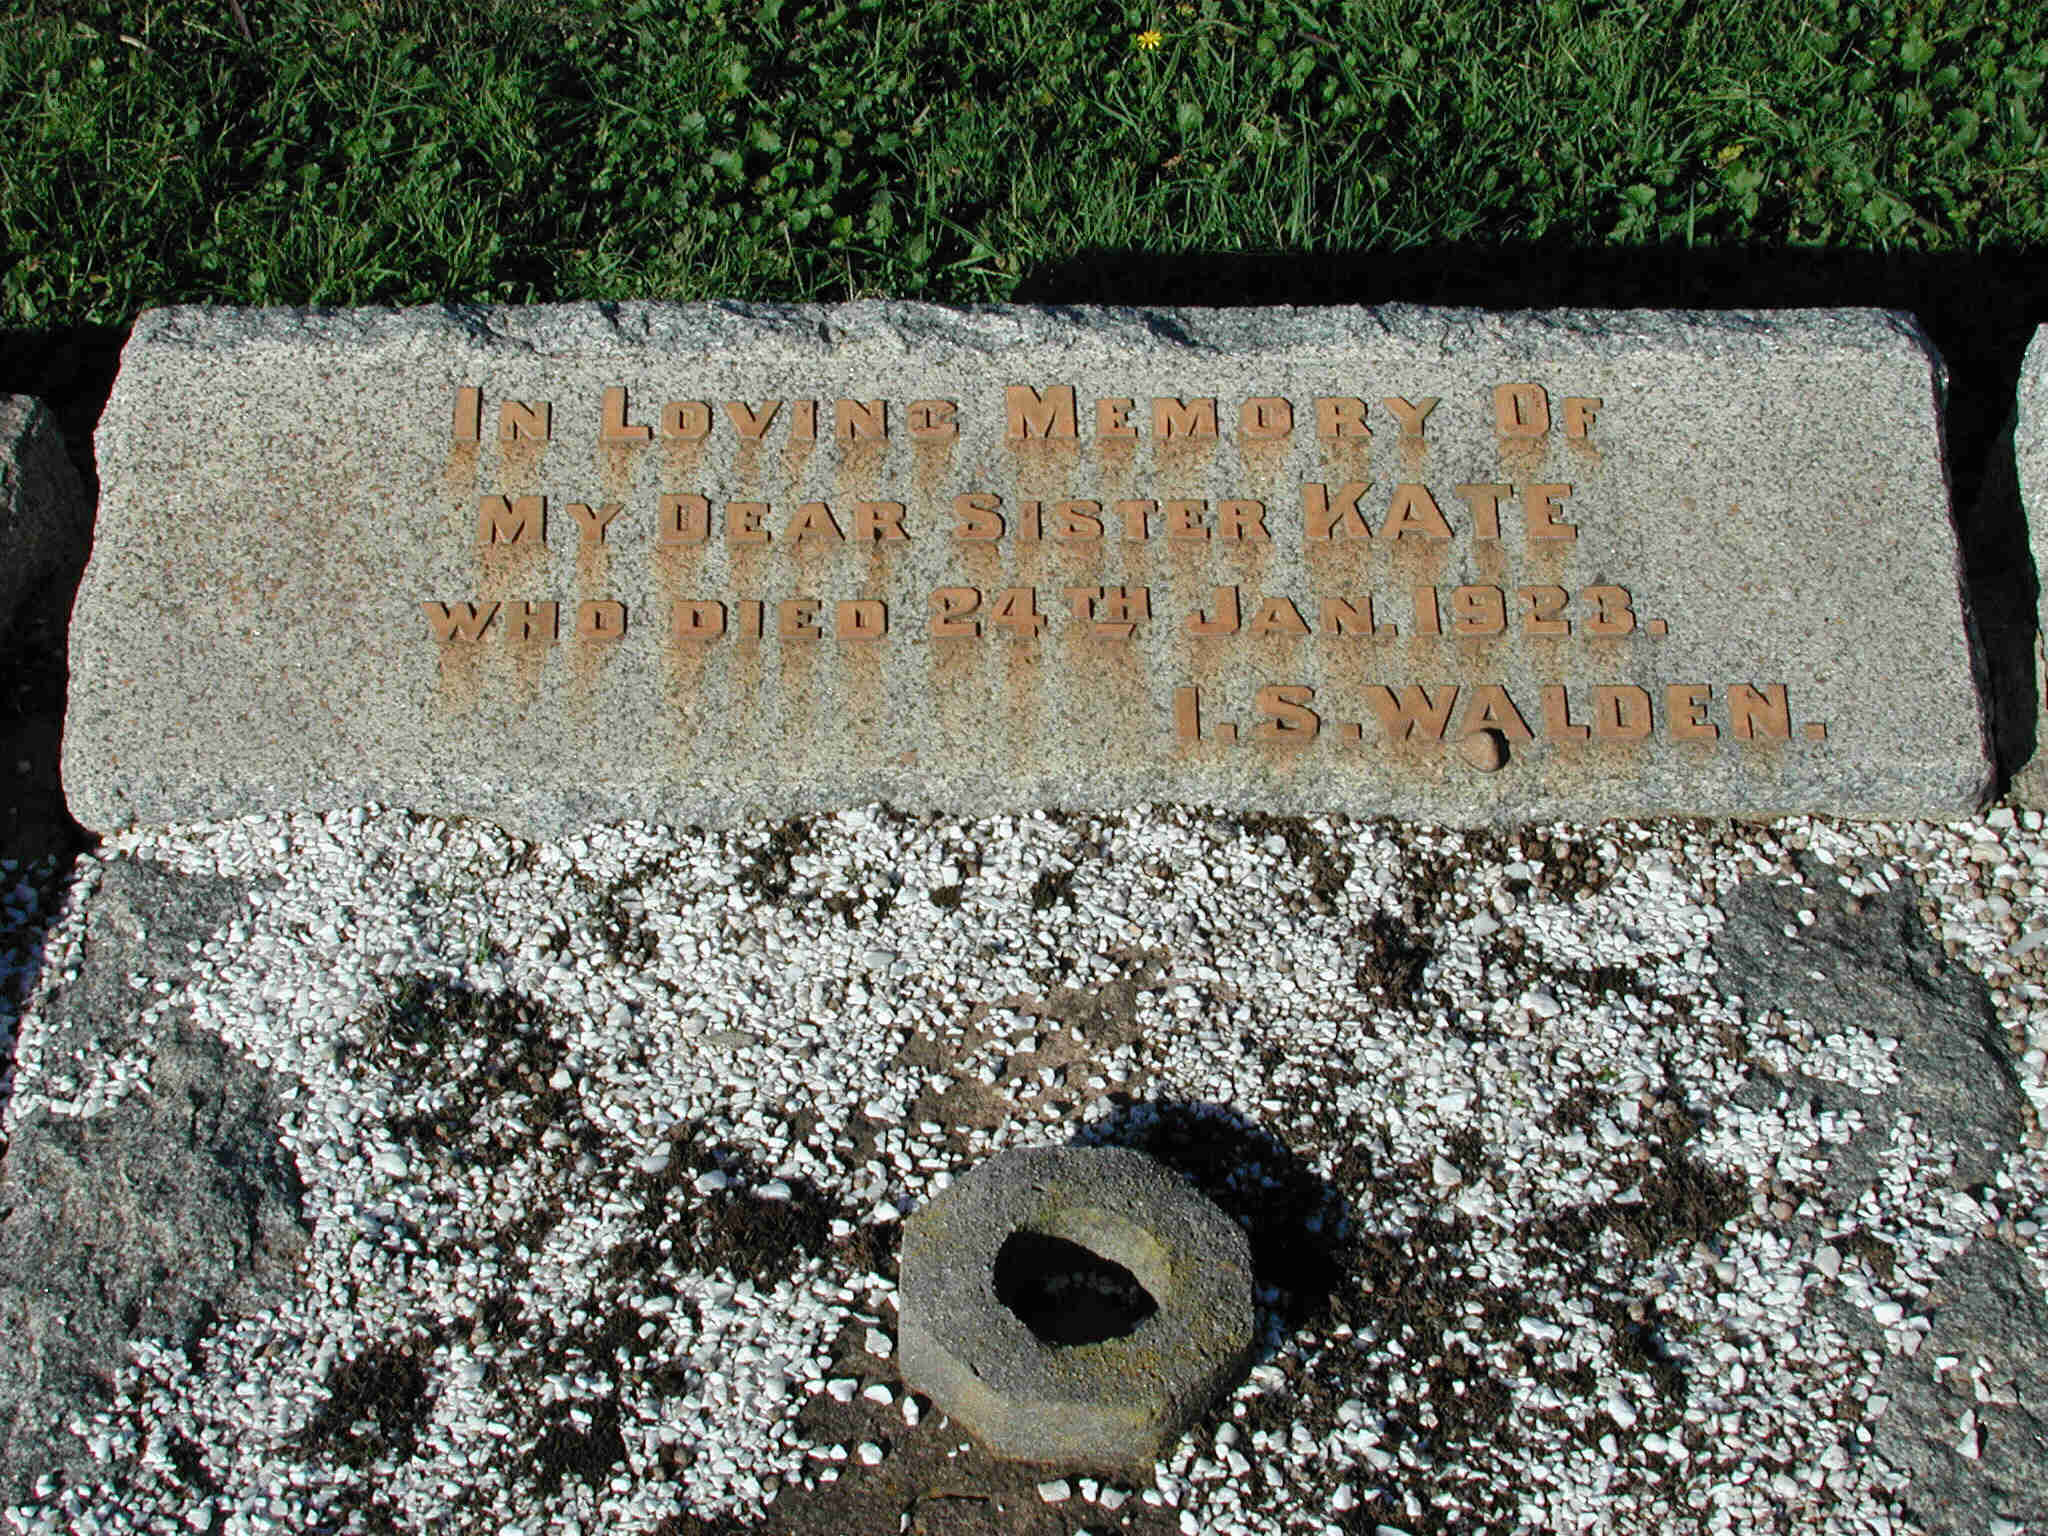 IN LOVING MEMORY OF
MY DEAR SISTER KATE
WHO DIED 24TH JAN. 1923.
I. S. WALDEN.